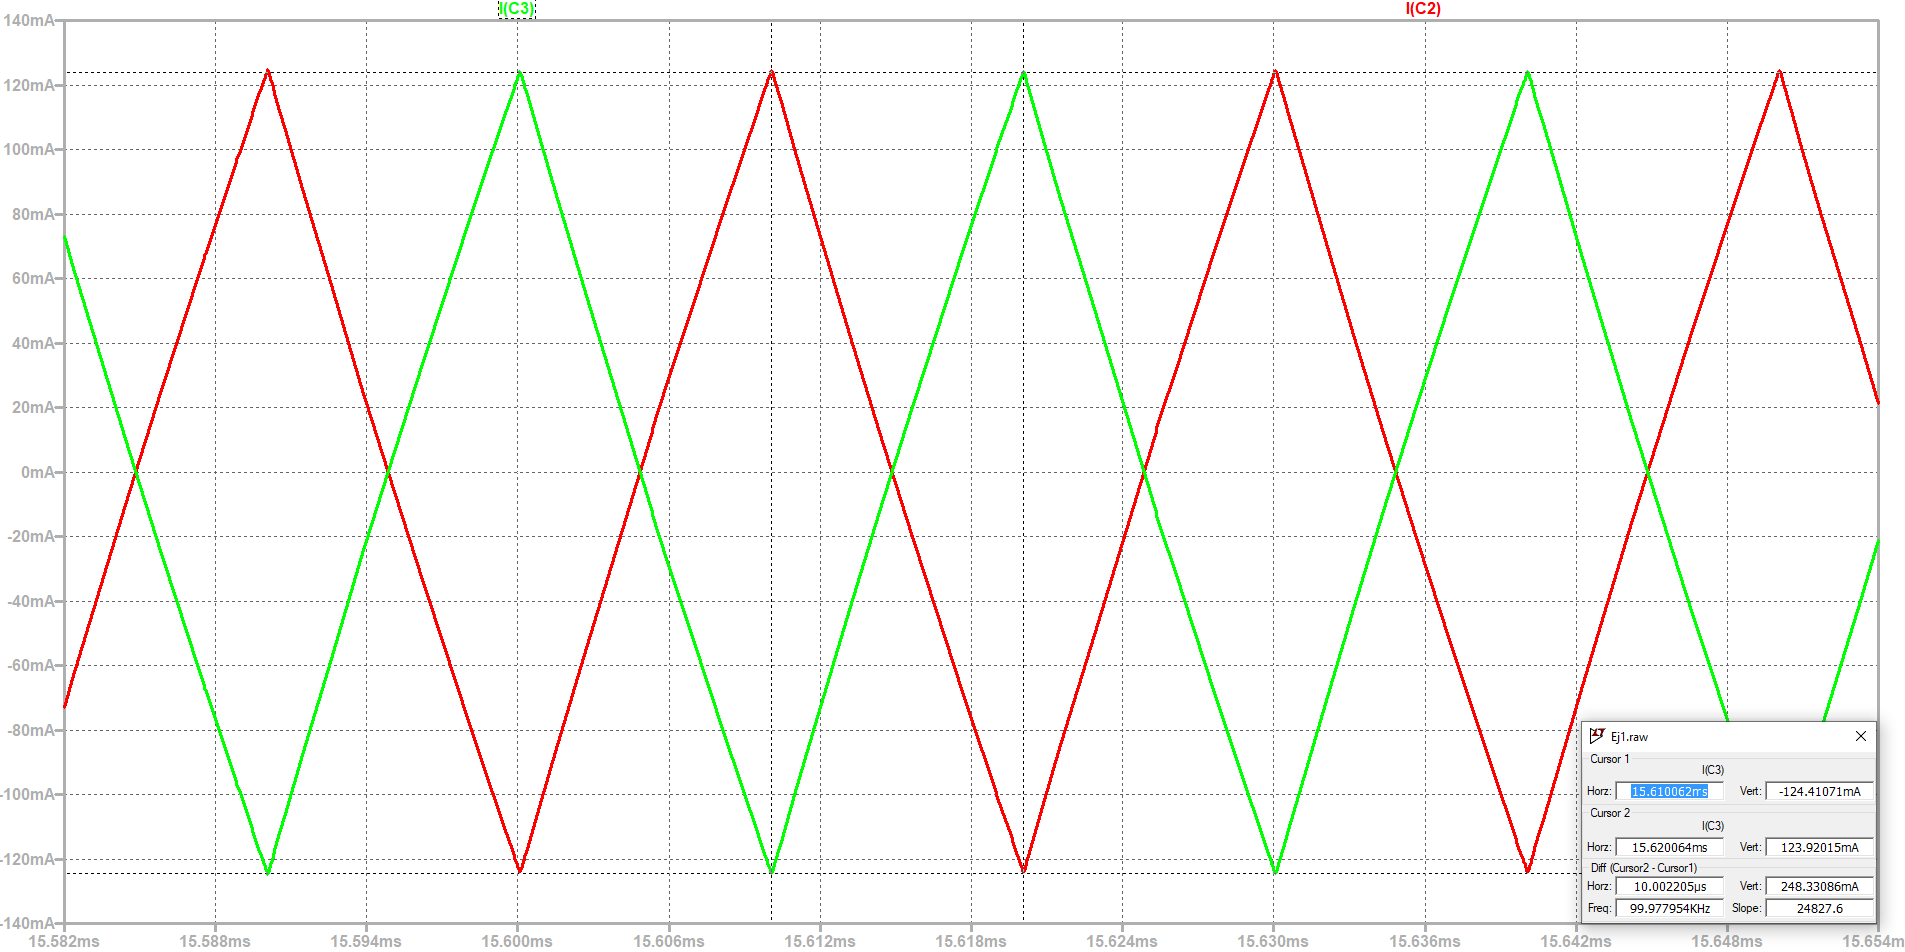 I(C3) I(C2)
140mA
120mA
100mA
80mA
60mA
40mA
20mA
0mA
-20mA
-40mA
-60mA
-80mA
-100mA
-120mA
-140mA
15.582ms 15.588ms 15.594ms 15.600ms 15.606ms 15.612ms 15.618ms 15.624ms 15.630ms 15.636ms 15.642ms 15.648ms 15.654m
Ej1.raw
Cursor 1
I(C3)
Horz: 15.610062ms Vert: -124.41071mA
Cursor 2
I(C3)
Horz: 15.620064ms Vert: 123.92015mA
Diff (Cursor2 - Cursor1)
Horz: 10.002205µs Vert: 248.33086mA
Freq: 99.977954KHz Slope: 24827.6